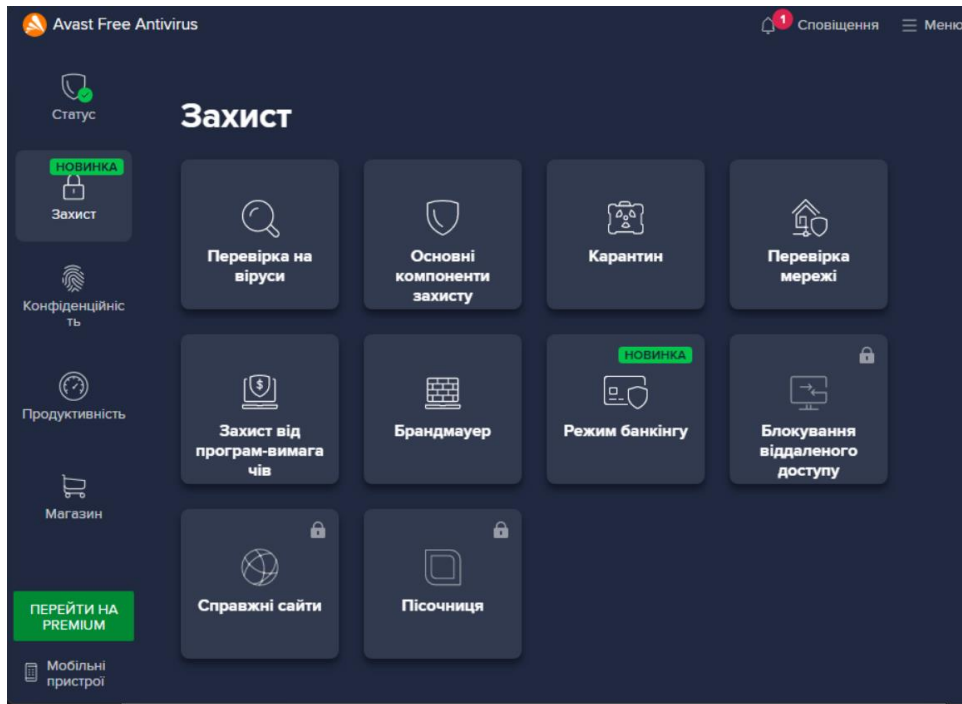 Avast Free Antivirus
1
Сповіщення
Меню
Статус
Захист
НОВИНКА
Захист
Конфіденційніс
ть
Продуктивність
Магазин
ПЕРЕЙТИ НА
PREMIUM
Мобільні
пристрої
Перевірка на
віруси
Основні
компоненти
захисту
Карантин
Перевірка
мережі
Захист від
програм-вимага
чів
Брандмауер
НОВИНКА
Режим банкінгу
Блокування
віддаленого
доступу
Справжні сайти
Пісочниця